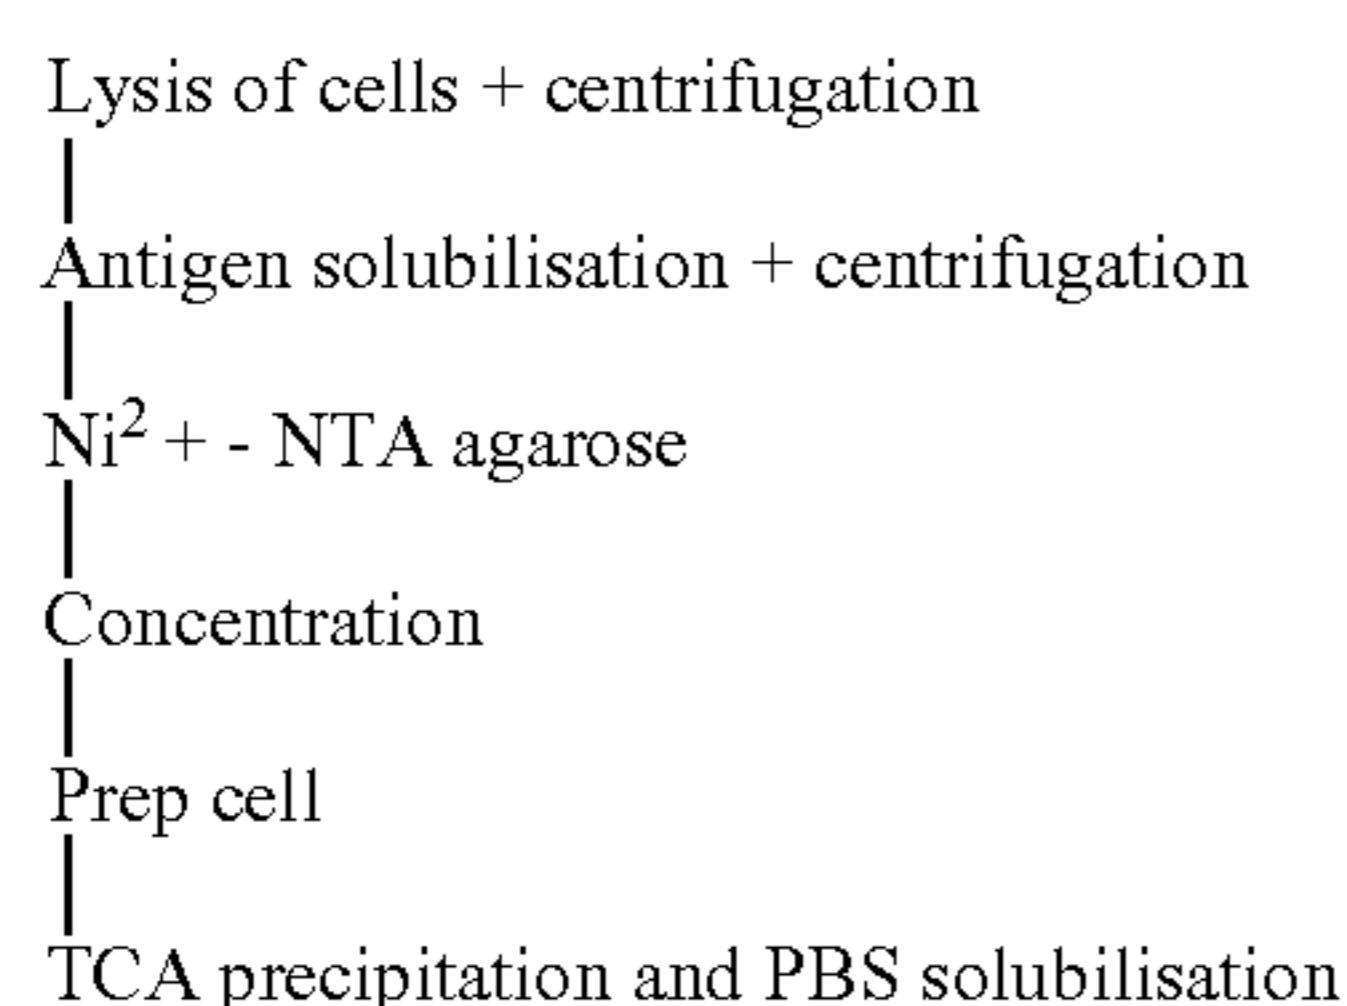 Lysis of cells + centrifugation
Antigen solubilisation + centrifugation
Ni² + - NTA agarose
Concentration
Prep cell
TCA precipitation and PBS solubilisation